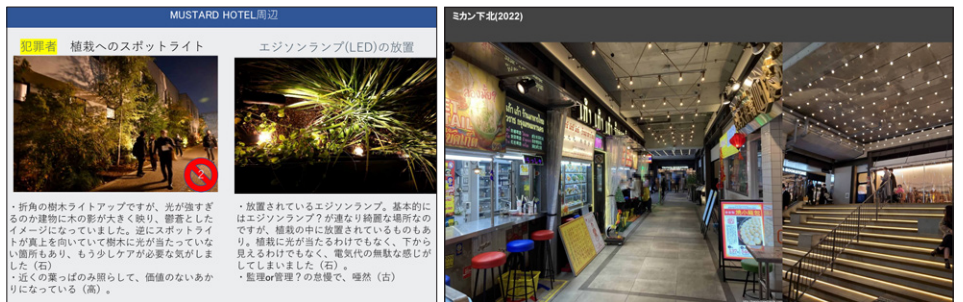 MUSTARD HOTEL周辺
犯罪者 植栽へのスポットライト
2
・折角の樹木ライトアップですが、光が強すぎ
るのか建物に木の影が大きく映り、鬱蒼とした
イメージになっていました。逆にスポットライ
トが真上を向いていて樹木に光が当たっていな
い箇所もあり、もう少しケアが必要な気がしま
した（石）
・近くの葉っぱのみ照らして、価値のないあか
りになっている（高）。
エジソンランプ(LED)の放置
・放置されているエジソンランプ。基本的に
はエジソンランプ？が連なり綺麗な場所なの
ですが、植栽の中に放置されているものもあ
り。植栽に光が当たるわけでもなく、下から
見えるわけでもなく、電気代の無駄な感じが
してしまいました（石）。
・監理or管理？の怠慢で、唖然（古）
ミカン下北(2022)